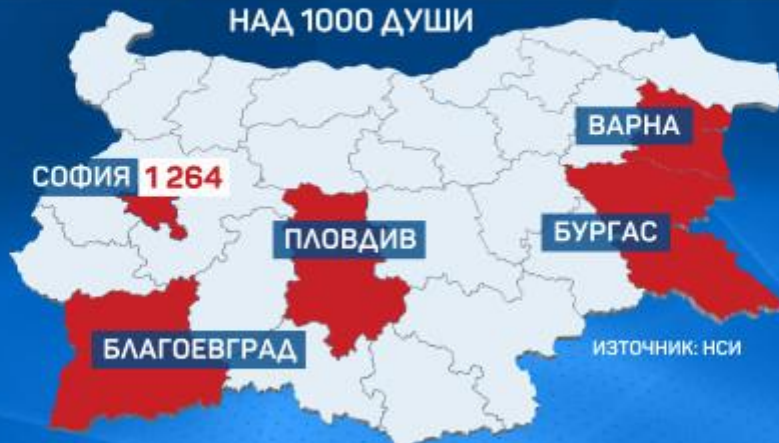 НАД 1000 ДУШИ
ВАРНА
СОФИЯ 1 264
ПЛОВДИВ
БУРГАС
БЛАГОЕВГРАД
ИЗТОЧНИК: НСИ